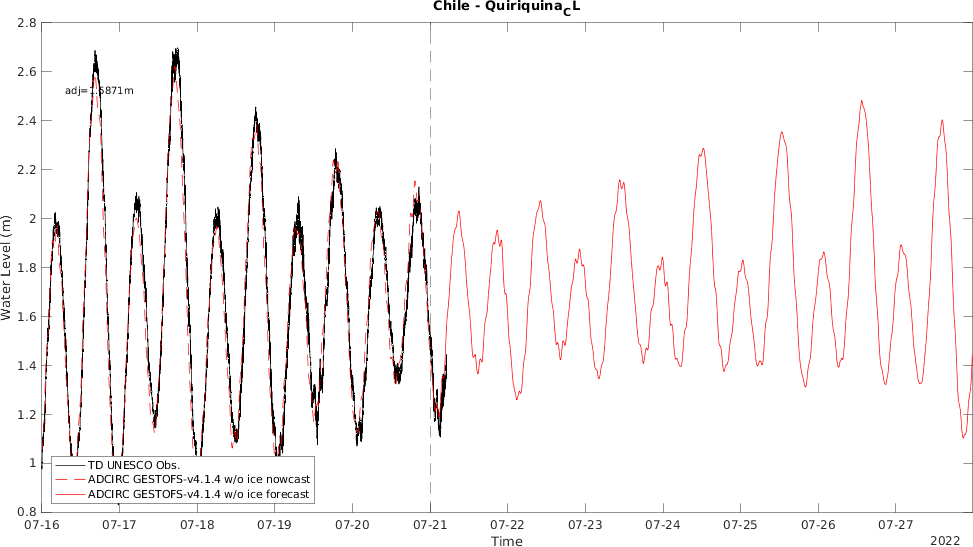 Chile - Quiriquina_CL
2.8
2.6
2.4
2.2
2
1.8
1.6
1.4
1.2
1
0.8
Water Level (m)
adj=1.5871m
TD UNESCO Obs.
ADCIRC GESTOFS-v4.1.4 w/o ice nowcast
ADCIRC GESTOFS-v4.1.4 w/o ice forecast
07-16 07-17 07-18 07-19 07-20 07-21 07-22 07-23 07-24 07-25 07-26 07-27
Time
2022